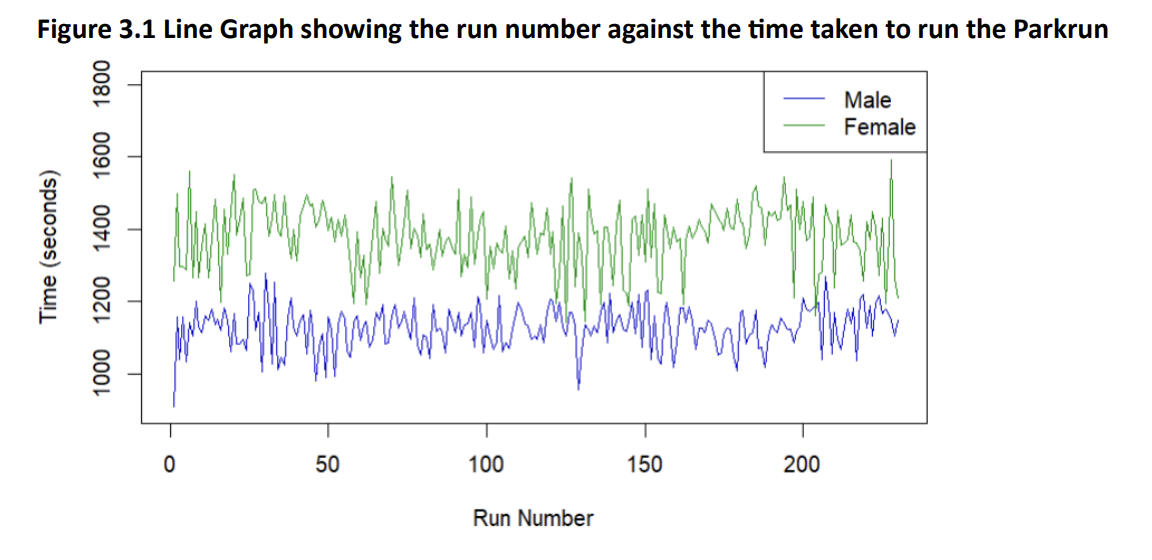 Figure 3.1 Line Graph showing the run number against the time taken to run the Parkrun
1800
1600
1400
1200
1000
Time (seconds)
Male
Female
0 50 100 150 200
Run Number